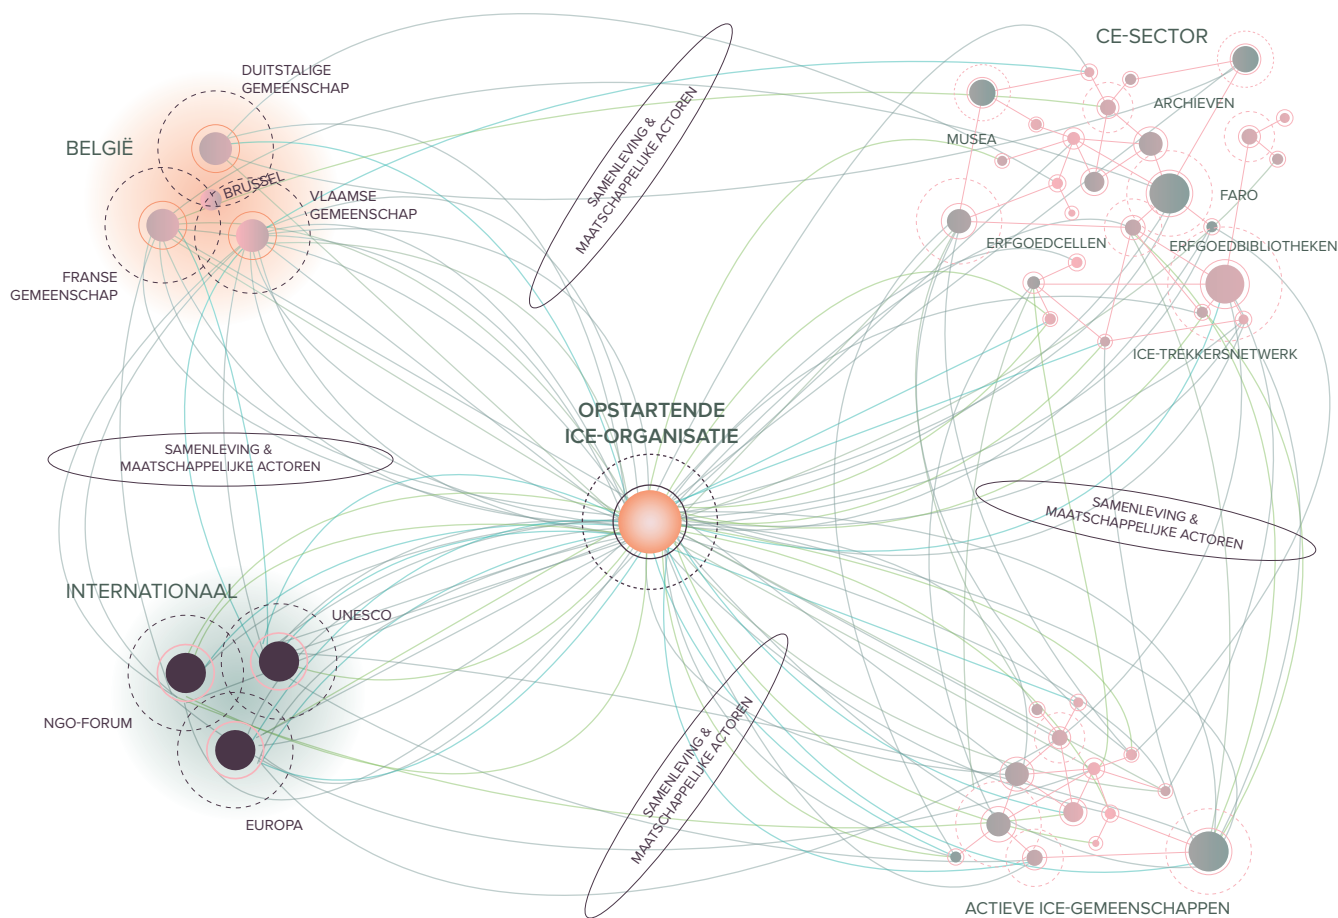 CE-SECTOR
DUITSTALIGE
GEMEENSCHAP
BELGIË
BRUSSEL
VLAAMSE
GEMEENSCHAP
FRANSE
GEMEENSCHAP
SAMENLEVING &
MAATSCHAPPELIJKE ACTOREN
MUSEA
ARCHIEVEN
FARO
ERFGOEDCELLEN
ERFGOEDBIBLIOTHEKEN
ICE-TREKKERSNETWERK
OPSTARTENDE
ICE-ORGANISATIE
SAMENLEVING &
MAATSCHAPPELIJKE ACTOREN
SAMENLEVING &
MAATSCHAPPELIJKE ACTOREN
INTERNATIONAAL
UNESCO
NGO-FORUM
EUROPA
SAMENLEVING &
MAATSCHAPPELIJKE ACTOREN
ACTIEVE ICE-GEMEENSCHAPPEN